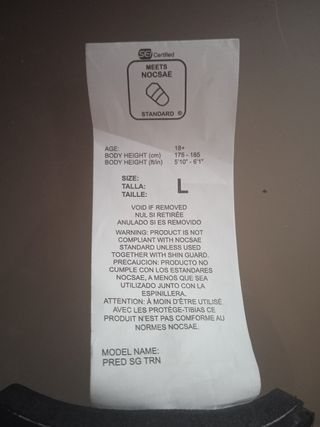 SEI Certified
MEETS
NOCSAE
STANDARD ®
AGE: 18+
BODY HEIGHT (cm) 175 - 185
BODY HEIGHT (ft/in) 5'10" - 6'1"
SIZE:
TALLA: L
TAILLE:
VOID IF REMOVED
NUL SI RETIRÉE
ANULADO SI ES REMOVIDO
WARNING: PRODUCT IS NOT
COMPLIANT WITH NOCSAE
STANDARD UNLESS USED
TOGETHER WITH SHIN GUARD.
PRECAUCION: PRODUCTO NO
CUMPLE CON LOS ESTANDARES
NOCSAE, A MENOS QUE SEA
UTILIZADO JUNTO CON LA
ESPINILLERA.
ATTENTION: À MOIN D'ÊTRE UTILISÉ
AVEC LES PROTÈGE-TIBIAS CE
PRODUIT N'EST PAS CONFORME AU
NORMES NOCSAE.
MODEL NAME:
PRED SG TRN